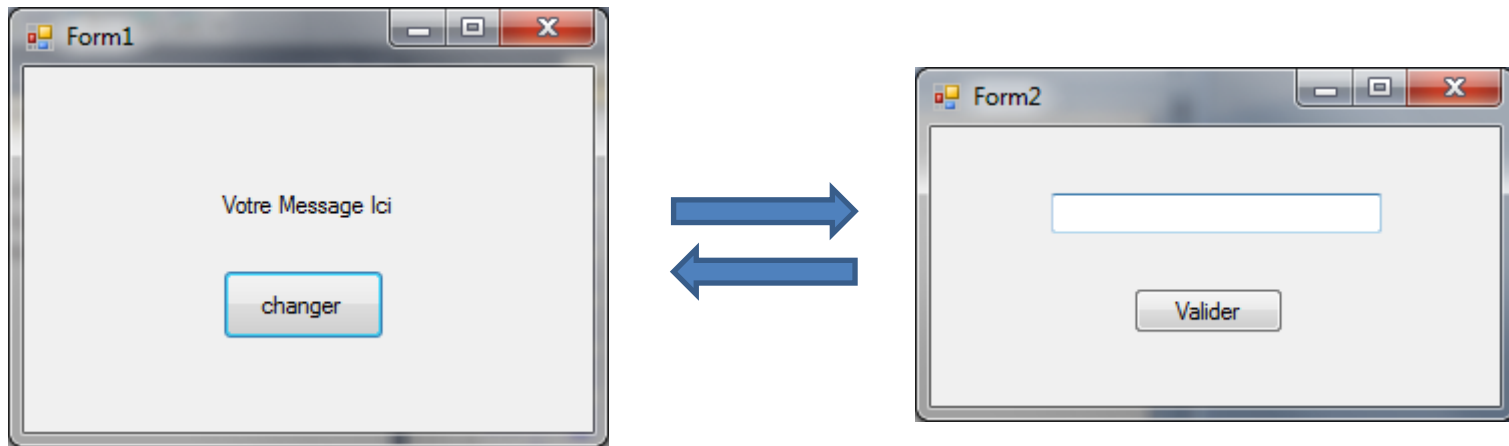 Form1
Votre Message Ici
changer
Form2
Valider